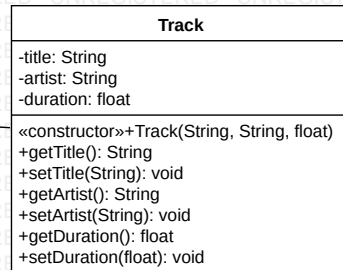 Track
-title: String
-artist: String
-duration: float
«constructor»+Track(String, String, float)
+getTitle(): String
+setTitle(String): void
+getArtist(): String
+setArtist(String): void
+getDuration(): float
+setDuration(float): void